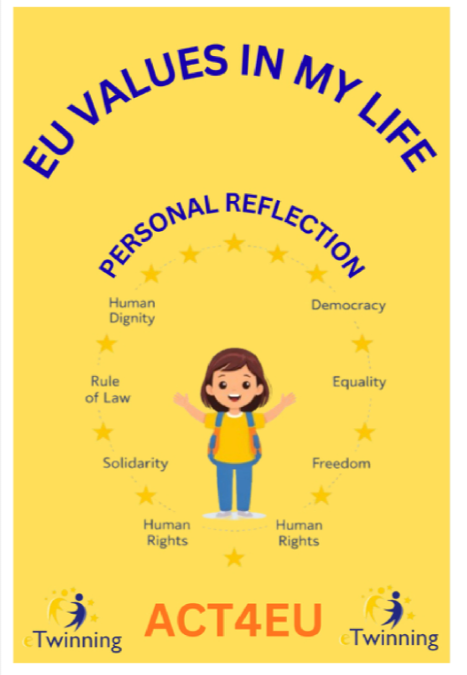 EU VALUES IN MY LIFE
PERSONAL REFLECTION
Human
Dignity
Democracy
Rule
of Law
Equality
Solidarity
Freedom
Human
Rights
Human
Rights
eTwinning
ACT4EU
eTwinning